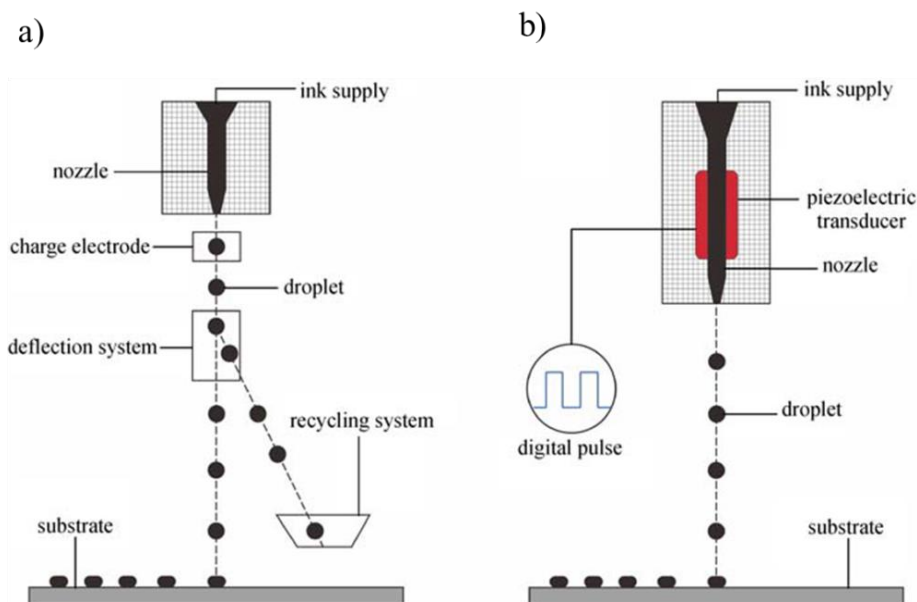 a)
ink supply
nozzle
charge electrode
droplet
deflection system
recycling system
substrate
b)
ink supply
piezoelectric
transducer
nozzle
droplet
digital pulse
substrate